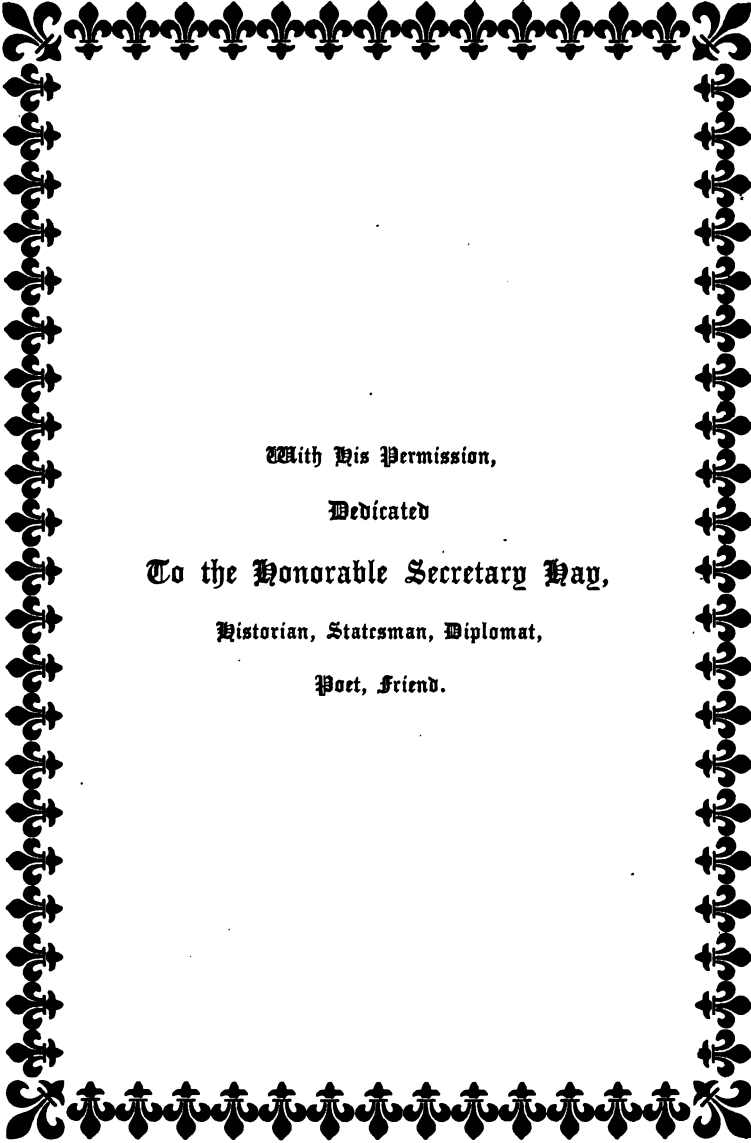 With His Permission,
Dedicated
To the Honorable Secretary Hay,
Historian, Statesman, Diplomat,
Poet, Friend.